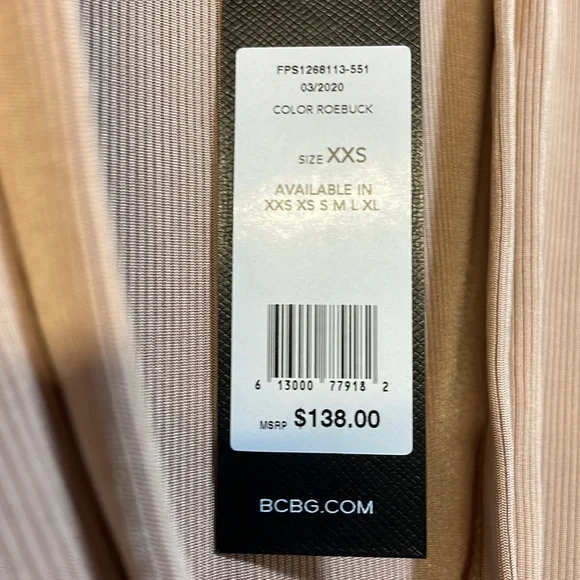 FPS1268113-551
03/2020
COLOR ROEBUCK
SIZE XXS
AVAILABLE IN
XXS XS S M L XL
6 13000 77918 2
MSRP $138.00
BCBG.COM